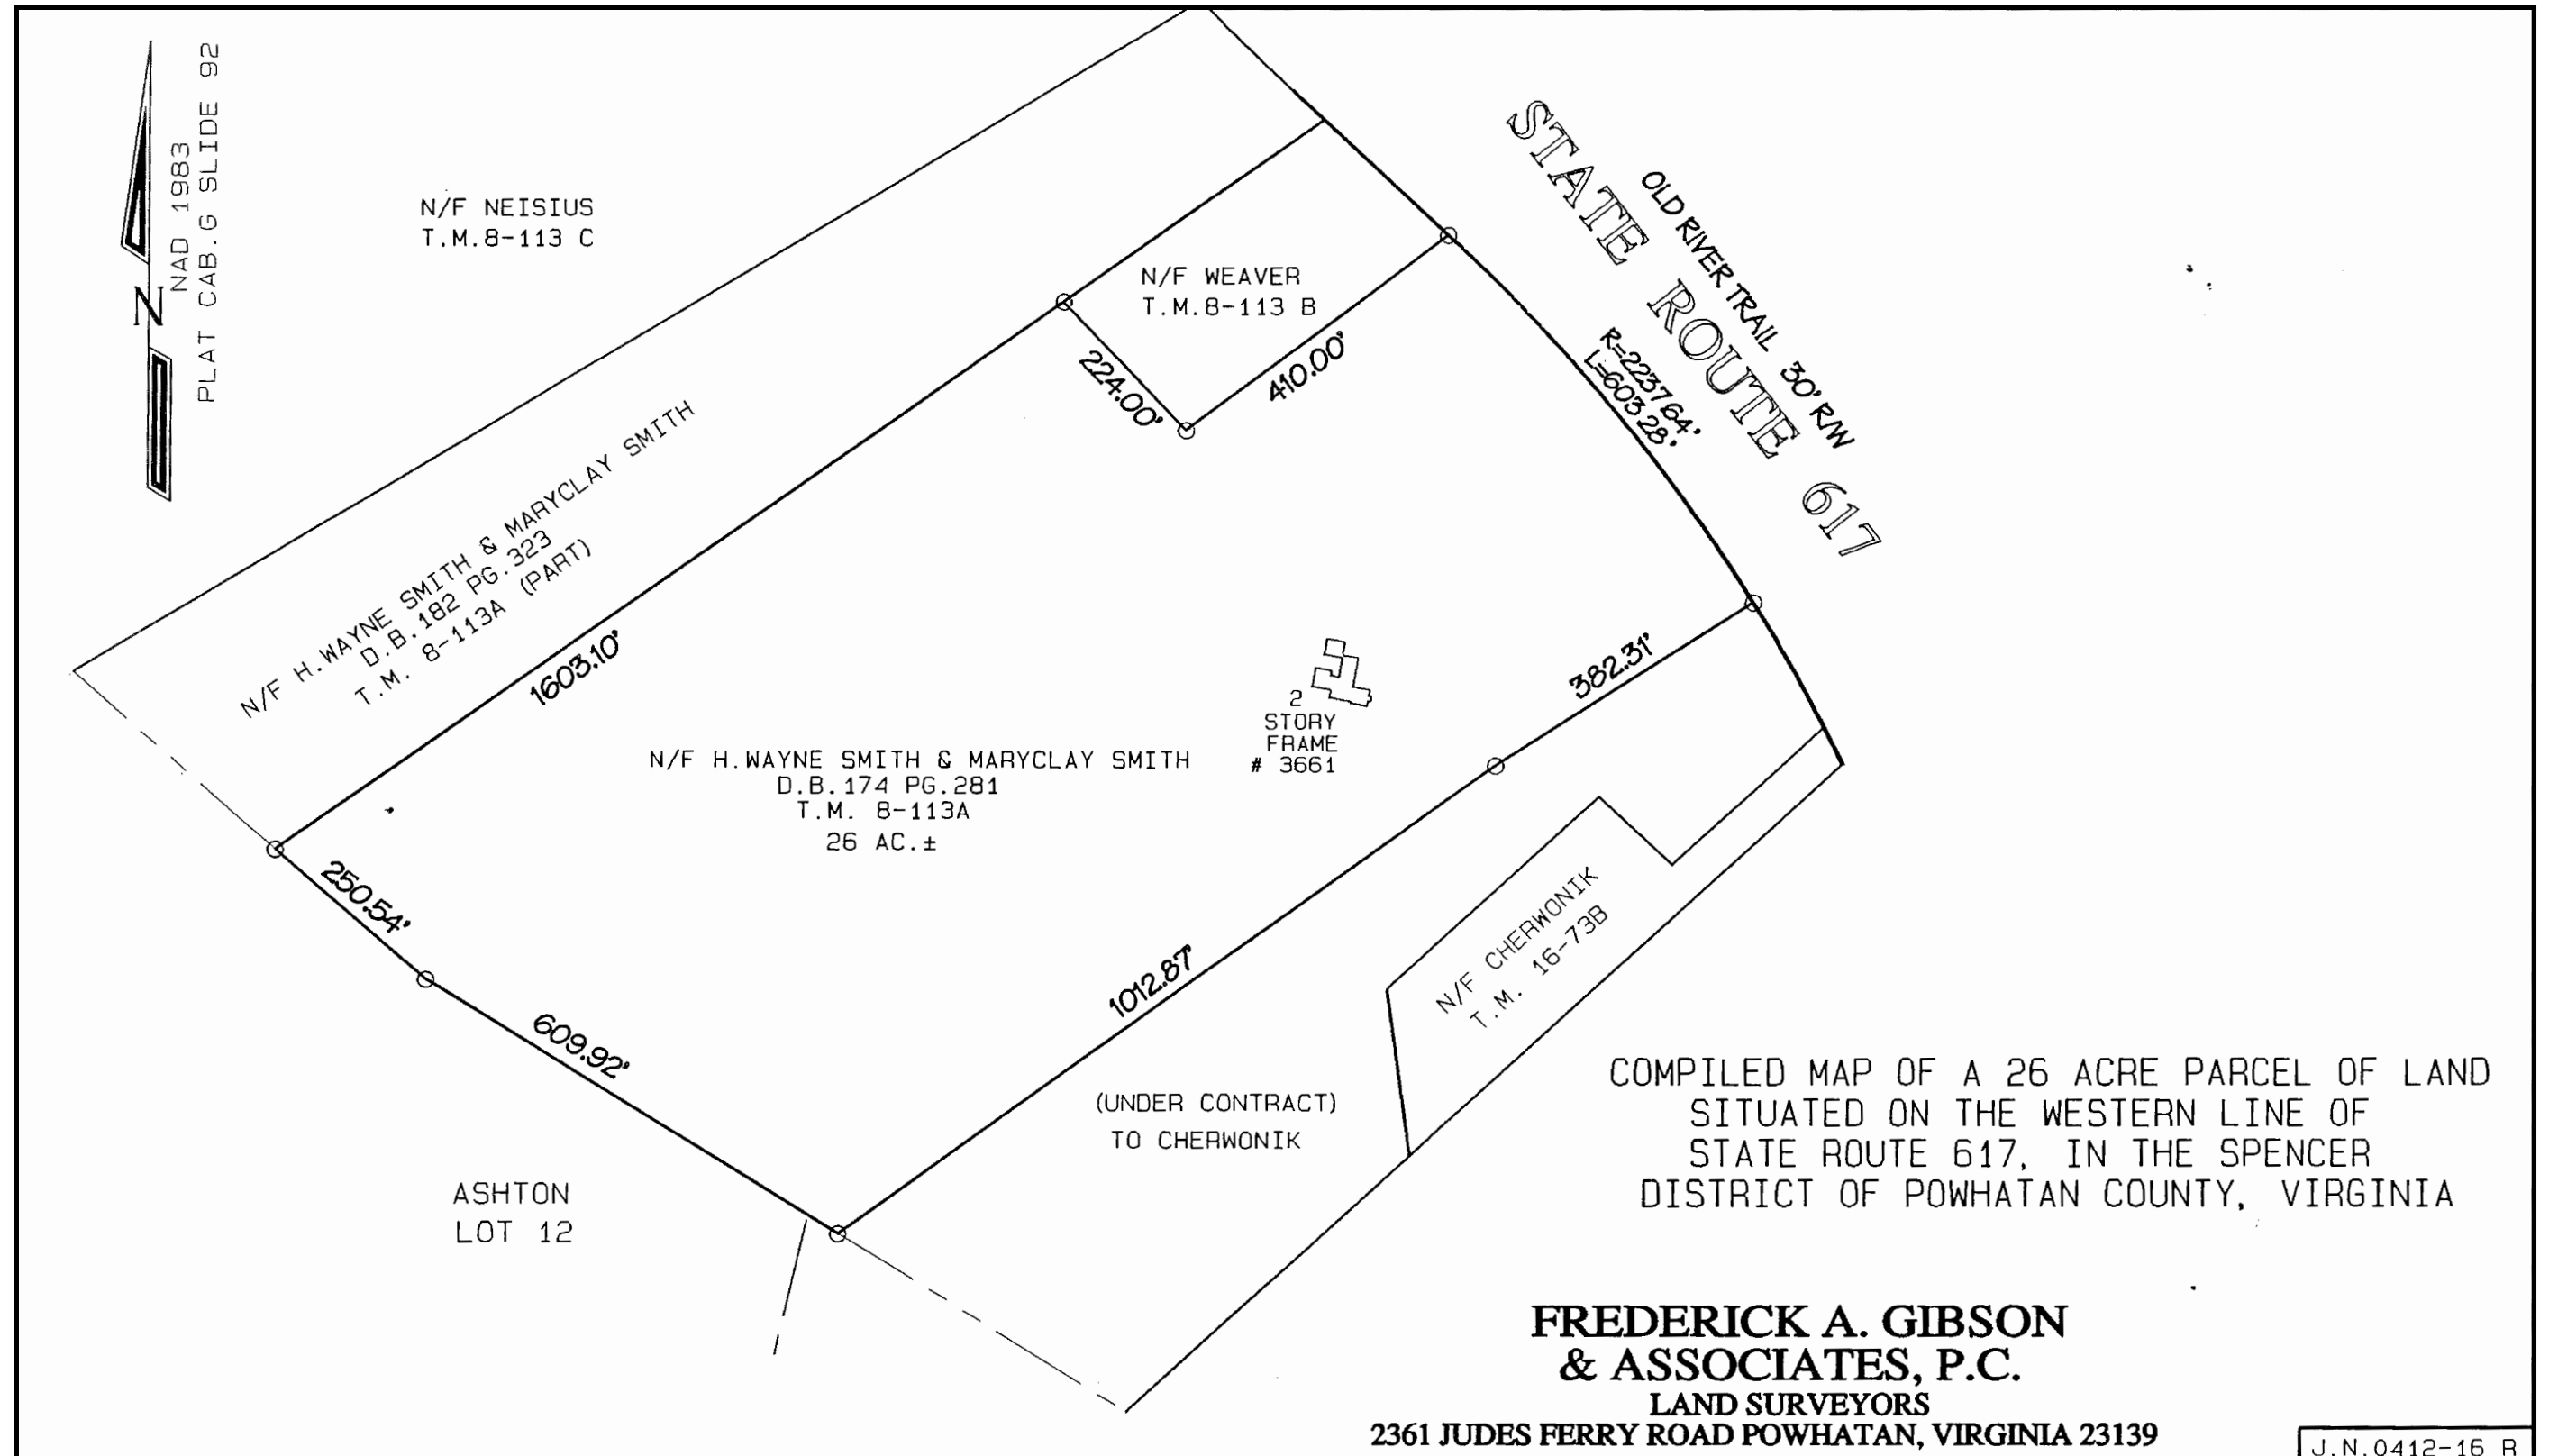 NAD 1983
PLAT CAB.G SLIDE 92
N
N/F NEISIUS
T.M.8-113 C
N/F WEAVER
T.M.8-113 B
224.00'
410.00'
STATE ROUTE 617
OLD RIVER TRAIL 30' R/W
R=2237.64'
L=603.28'
N/F H.WAYNE SMITH & MARYCLAY SMITH
D.B.182 PG.323
T.M. 8-113A (PART)
1603.10'
382.31'
2
STORY
FRAME
# 3661
N/F H.WAYNE SMITH & MARYCLAY SMITH
D.B.174 PG.281
T.M. 8-113A
26 AC.±
250.54'
609.92'
1012.87'
N/F CHERWONIK
T.M. 16-73B
(UNDER CONTRACT)
TO CHERWONIK
ASHTON
LOT 12
COMPILED MAP OF A 26 ACRE PARCEL OF LAND
SITUATED ON THE WESTERN LINE OF
STATE ROUTE 617, IN THE SPENCER
DISTRICT OF POWHATAN COUNTY, VIRGINIA
FREDERICK A. GIBSON
& ASSOCIATES, P.C.
LAND SURVEYORS
2361 JUDES FERRY ROAD POWHATAN, VIRGINIA 23139
J.N.0412-16 R